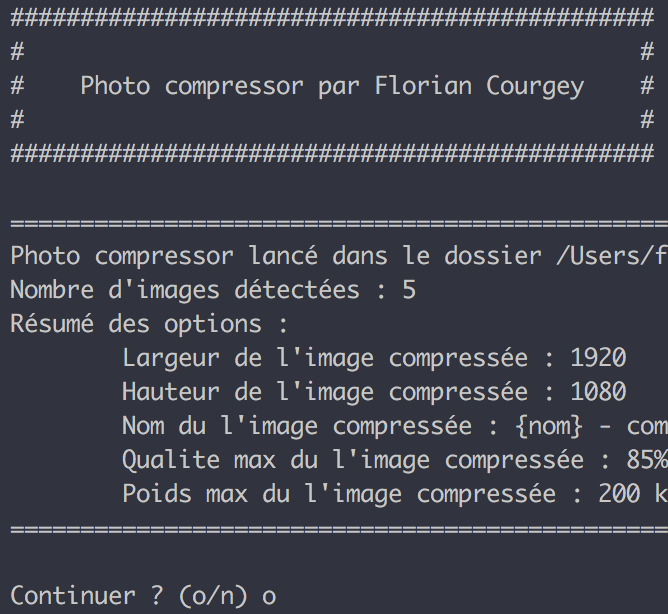 ##############################################
#                                            #
#    Photo compressor par Florian Courgey    #
#                                            #
##############################################
===============================================
Photo compressor lancé dans le dossier /Users/f
Nombre d'images détectées : 5
Résumé des options :
Largeur de l'image compressée : 1920
Hauteur de l'image compressée : 1080
Nom du l'image compressée : {nom} - com
Qualite max du l'image compressée : 85%
Poids max du l'image compressée : 200 k
===============================================
Continuer ? (o/n) o